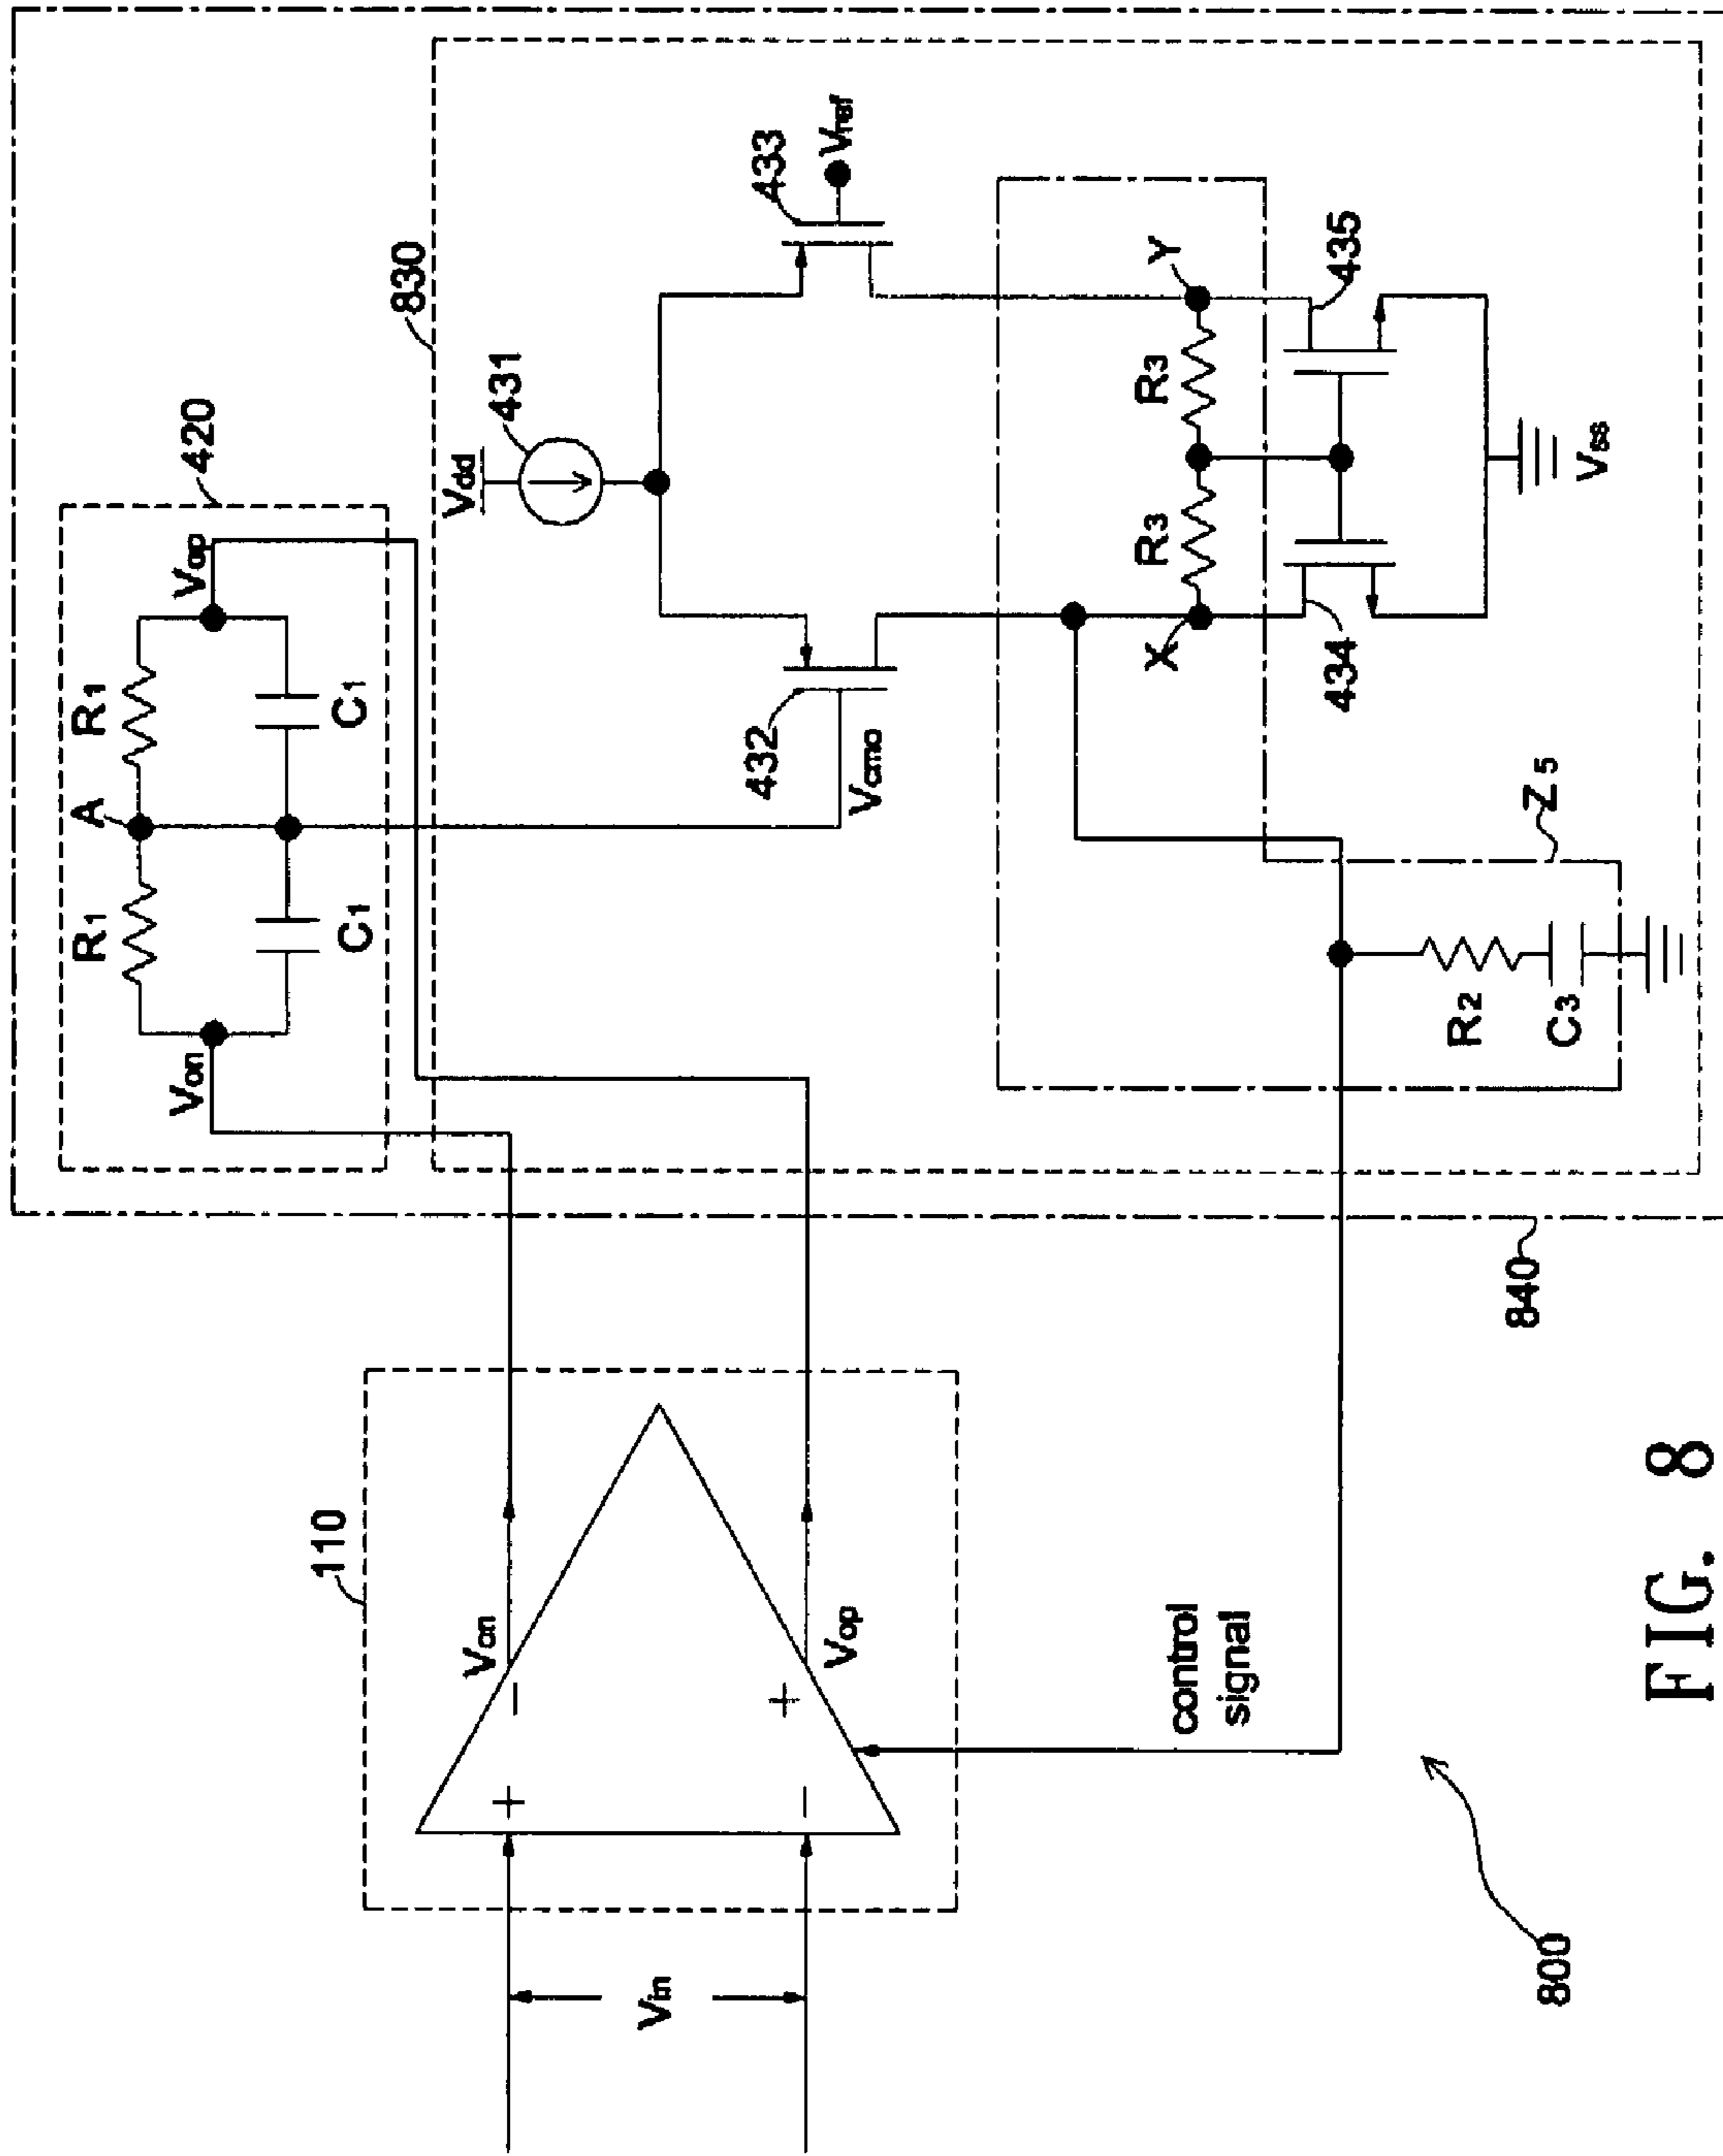 110
Von
Vop
Vin
control
signal
800
840
420
Von
Vop
A
R1
R1
C1
C1
830
Vdd
431
432
433
Vcmo
Vref
X
Y
R3
R3
434
435
Vss
R2
C3
Z5
FIG. 8